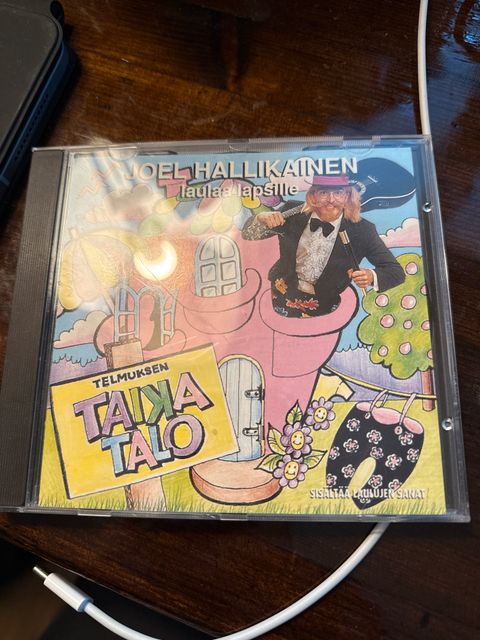 JOEL HALLIKAINEN
laulaa lapsille
TELMUKSEN
TAIKA
TALO
SISÄLTÄÄ LAULUJEN SANAT